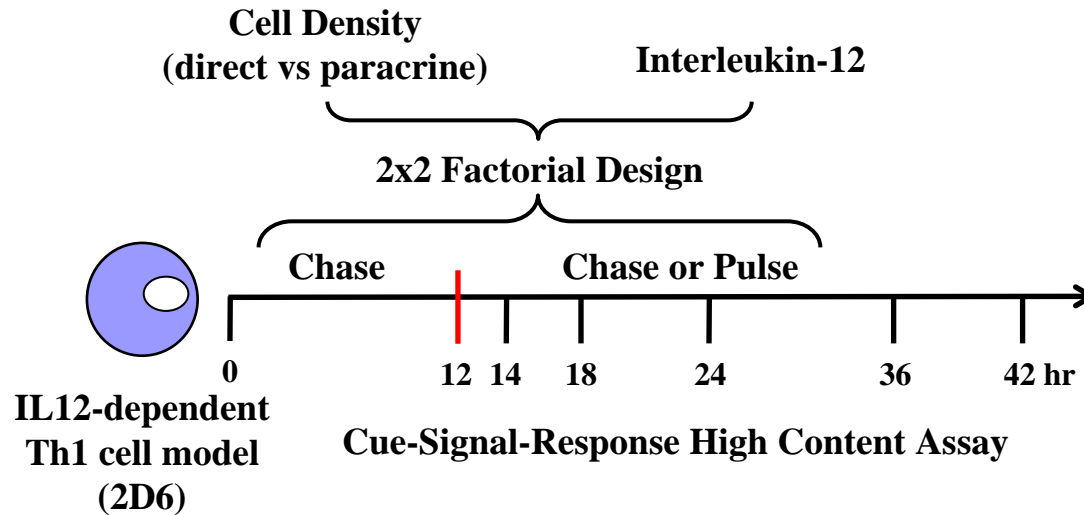 Cell Density
(direct vs paracrine)
Interleukin-12
2x2 Factorial Design
Chase
Chase or Pulse
0
12
14
18
24
36
42 hr
IL12-dependent
Th1 cell model
(2D6)
Cue-Signal-Response High Content Assay